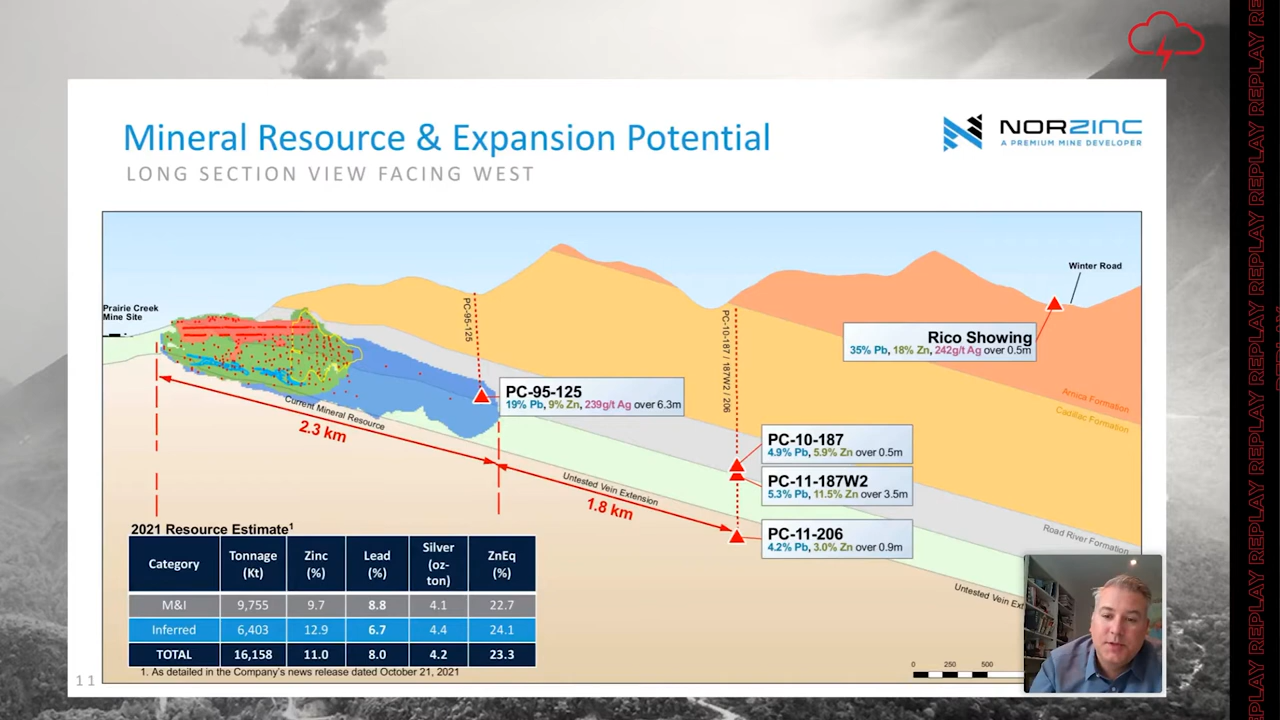 Mineral Resource & Expansion Potential
LONG SECTION VIEW FACING WEST
NORZINC
A PREMIUM MINE DEVELOPER
Winter Road
Prairie Creek
Mine Site
PC-95-125
PC-10-187 / 187W2 / 206
Rico Showing
35% Pb, 18% Zn, 242g/t Ag over 0.5m
PC-95-125
19% Pb, 9% Zn, 239g/t Ag over 6.3m
Arnica Formation
Cadillac Formation
Current Mineral Resource
2.3 km
PC-10-187
4.9% Pb, 5.9% Zn over 0.5m
PC-11-187W2
5.3% Pb, 11.5% Zn over 3.5m
Untested Vein Extension
1.8 km
PC-11-206
4.2% Pb, 3.0% Zn over 0.9m
Road River Formation
Untested Vein Ext
2021 Resource Estimate1
Category Tonnage (Kt) Zinc (%) Lead (%) Silver (oz-ton) ZnEq (%)
M&I 9,755 9.7 8.8 4.1 22.7
Inferred 6,403 12.9 6.7 4.4 24.1
TOTAL 16,158 11.0 8.0 4.2 23.3
1. As detailed in the Company's news release dated October 21, 2021
0 250 500
11
REPLAY REPLAY REPLAY REPLAY REPLAY REPLAY REPLAY